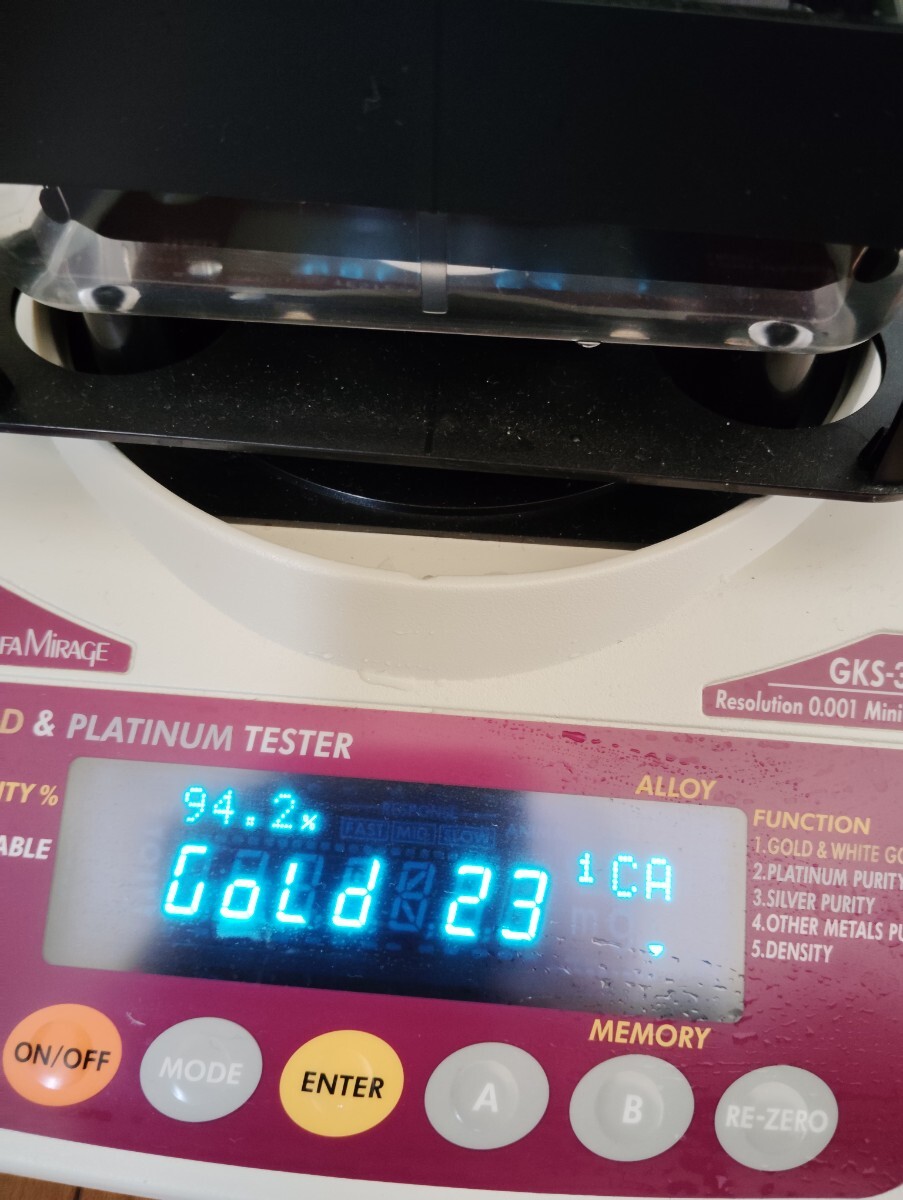 FA MIRAGE
GKS-3
Resolution 0.001 Mini
D & PLATINUM TESTER
ITY %
ABLE
ALLOY
94.2%
FAST MID. SLOW
Gold 23 1CA
FUNCTION
1.GOLD & WHITE GO
2.PLATINUM PURITY
3.SILVER PURITY
4.OTHER METALS PU
5.DENSITY
MEMORY
ON/OFF
MODE
ENTER
A
B
RE-ZERO